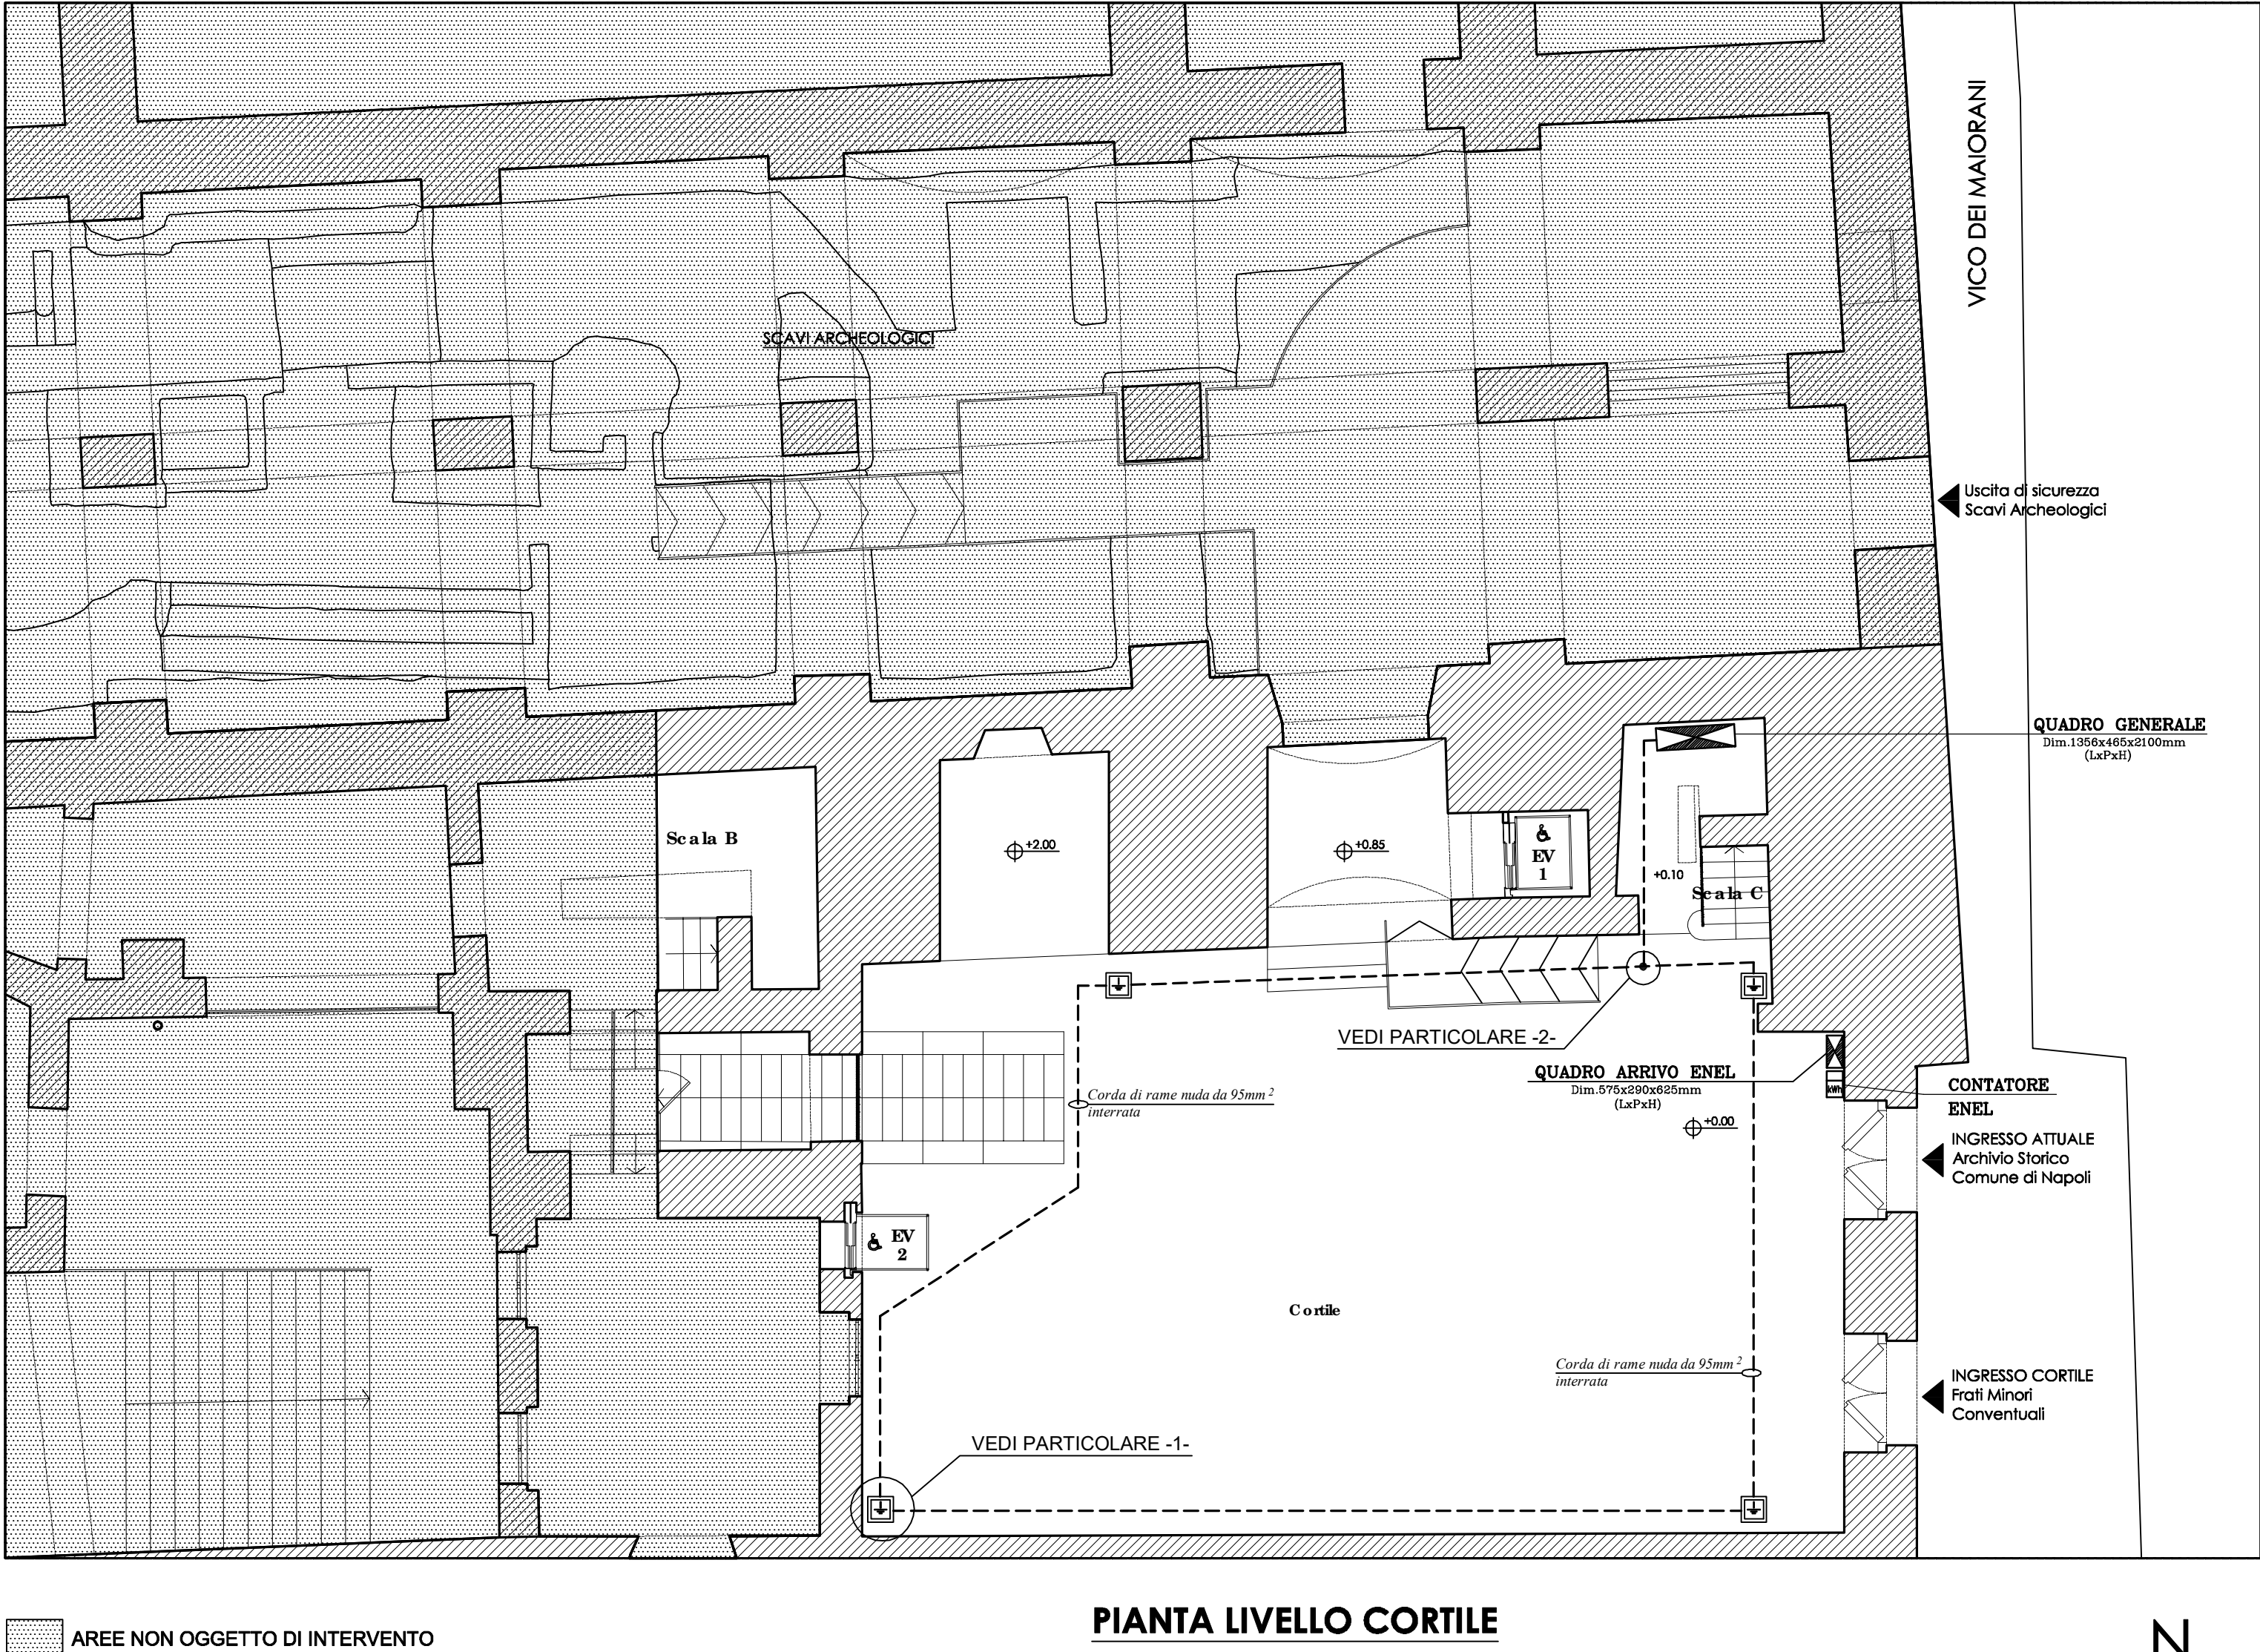 VICO DEI MAIORANI
SCAVI ARCHEOLOGICI
Uscita di sicurezza
Scavi Archeologici
QUADRO GENERALE
Dim.1356x465x2100mm
(LxPxH)
Scala B
+2.00
+0.85
EV
1
+0.10
Scala C
VEDI PARTICOLARE -2-
QUADRO ARRIVO ENEL
Dim.575x290x625mm
(LxPxH)
kWh
CONTATORE
ENEL
Corda di rame nuda da 95mm²
interrata
+0.00
INGRESSO ATTUALE
Archivio Storico
Comune di Napoli
EV
2
Cortile
Corda di rame nuda da 95mm²
interrata
INGRESSO CORTILE
Frati Minori
Conventuali
VEDI PARTICOLARE -1-
PIANTA LIVELLO CORTILE
AREE NON OGGETTO DI INTERVENTO
N